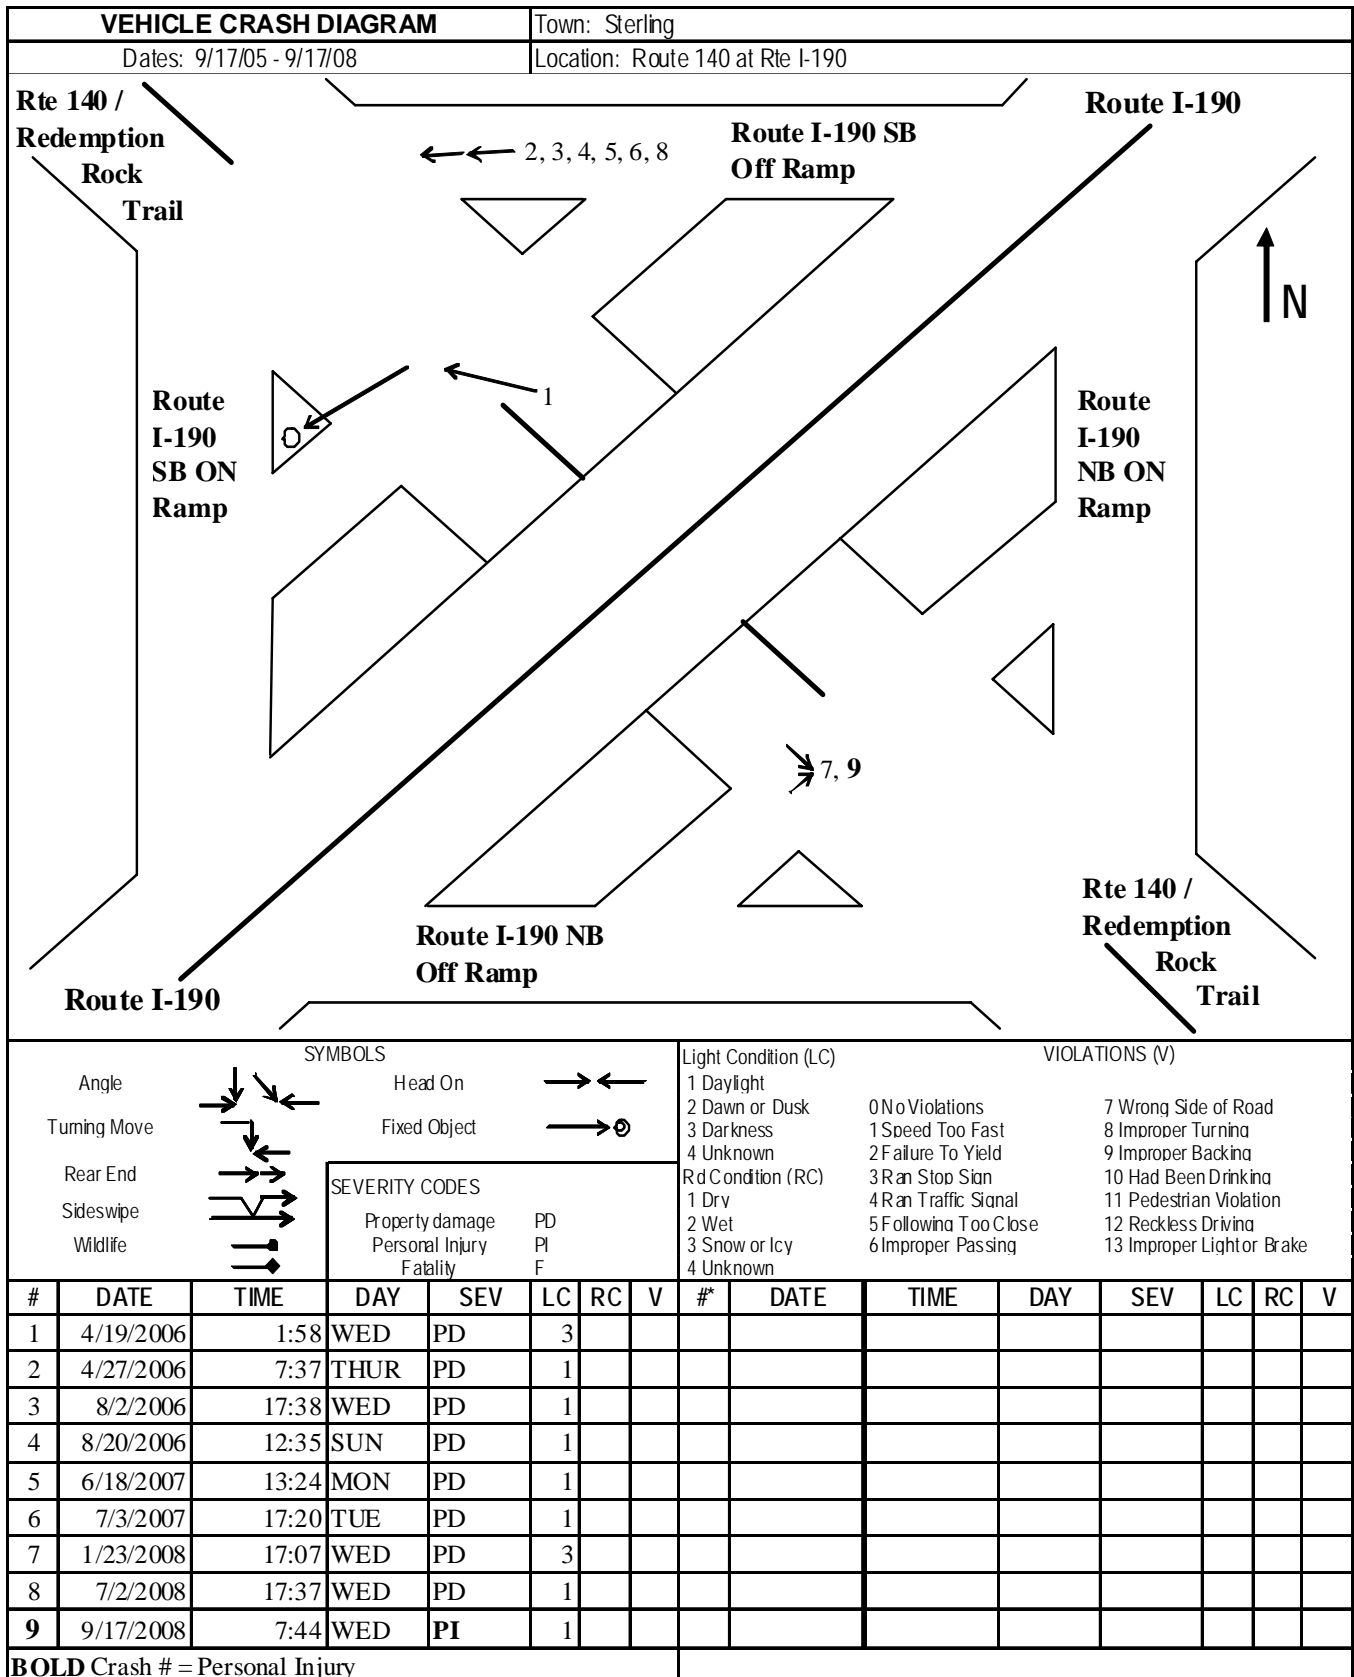 VEHICLE CRASH DIAGRAM
Town: Sterling
Dates: 9/17/05 - 9/17/08
Location: Route 140 at Rte I-190
Rte 140 /
Redemption
Rock
Trail
2, 3, 4, 5, 6, 8
Route I-190 SB
Off Ramp
Route I-190
N
1
Route
I-190
SB ON
Ramp
Route
I-190
NB ON
Ramp
7, 9
Route I-190 NB
Off Ramp
Route I-190
Rte 140 /
Redemption
Rock
Trail
SYMBOLS
Angle
Head On
Turning Move
Fixed Object
Rear End
Sideswipe
Wildlife
SEVERITY CODES
Property damage PD
Personal Injury PI
Fatality F
Light Condition (LC)
1 Daylight
2 Dawn or Dusk
3 Darkness
4 Unknown
Rd Condition (RC)
1 Dry
2 Wet
3 Snow or Icy
4 Unknown
VIOLATIONS (V)
0 No Violations
1 Speed Too Fast
2 Failure To Yield
3 Ran Stop Sign
4 Ran Traffic Signal
5 Following Too Close
6 Improper Passing
7 Wrong Side of Road
8 Improper Turning
9 Improper Backing
10 Had Been Drinking
11 Pedestrian Violation
12 Reckless Driving
13 Improper Light or Brake
# DATE TIME DAY SEV LC RC V #* DATE TIME DAY SEV LC RC V
1 4/19/2006 1:58 WED PD 3
2 4/27/2006 7:37 THUR PD 1
3 8/2/2006 17:38 WED PD 1
4 8/20/2006 12:35 SUN PD 1
5 6/18/2007 13:24 MON PD 1
6 7/3/2007 17:20 TUE PD 1
7 1/23/2008 17:07 WED PD 3
8 7/2/2008 17:37 WED PD 1
9 9/17/2008 7:44 WED PI 1
BOLD Crash # = Personal Injury